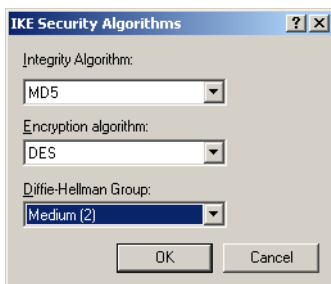 IKE Security Algorithms
Integrity Algorithm:
MD5
Encryption algorithm:
DES
Diffie-Hellman Group:
Medium (2)
OK Cancel